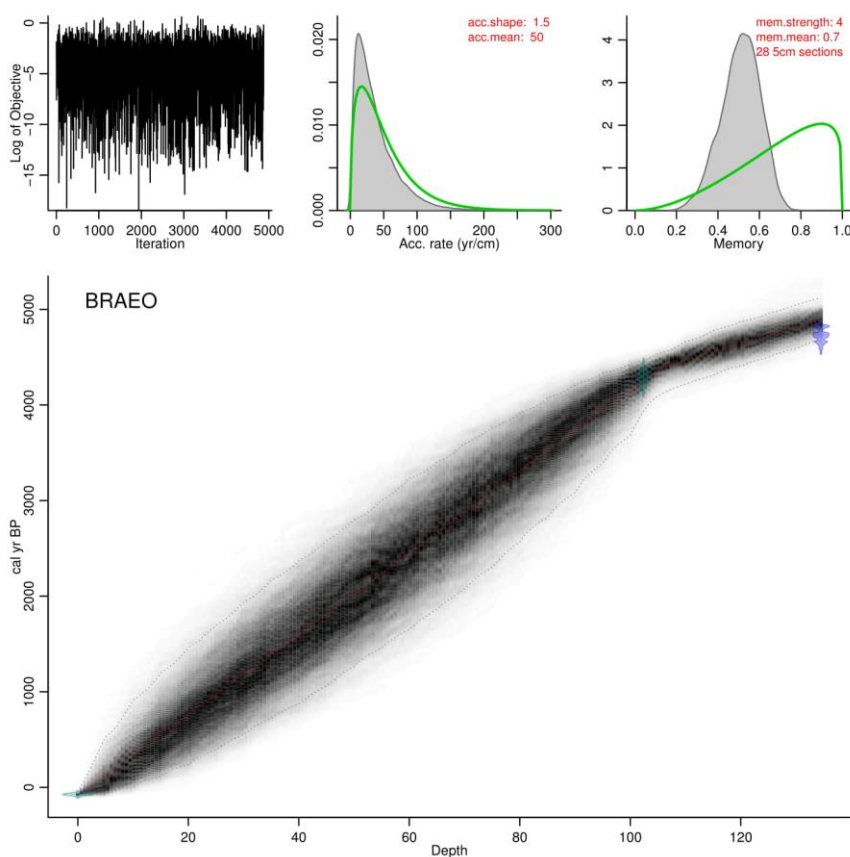 0
−5
−10
−15
Log of Objective
0 1000 2000 3000 4000 5000
Iteration
acc.shape: 1.5
acc.mean: 50
0.020
0.010
0.000
0 50 150 200 250 300
Acc. rate (yr/cm)
mem.strength: 4
mem.mean: 0.7
28 5cm sections
4
3
2
1
0
0.0 0.2 0.4 0.6 0.8 1.0
Memory
BRAEO
5000
4000
3000
2000
1000
0
cal yr BP
0 20 40 60 80 100 120
Depth